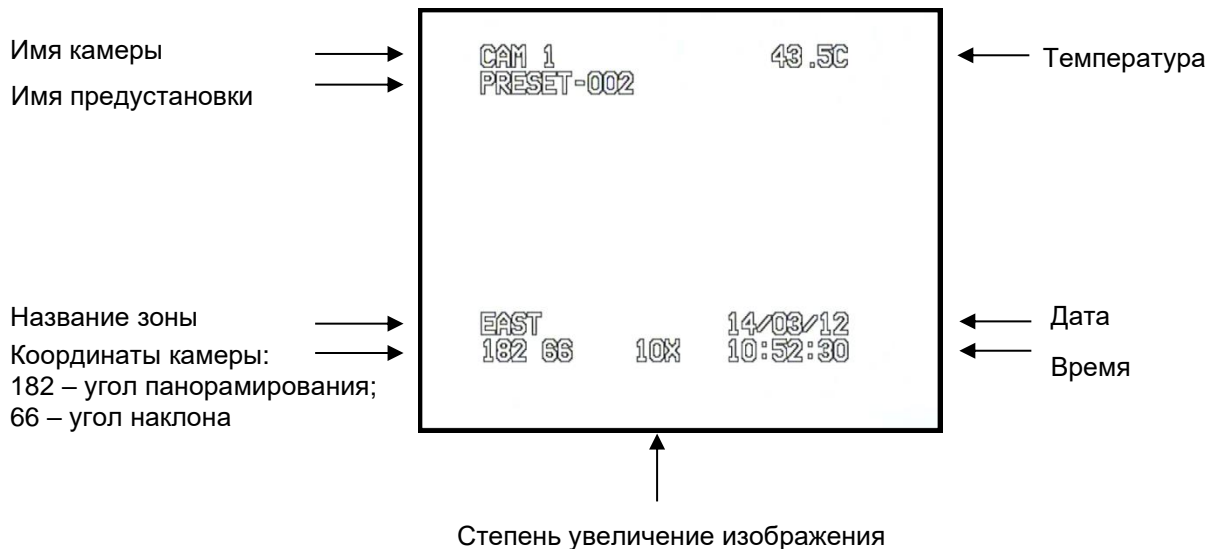 Имя камеры
CAM 1
43.5C
Температура
Имя предустановки
PRESET-002
Название зоны
EAST
14/03/12
Дата
Координаты камеры:
182 66
10X
10:52:30
Время
182 – угол панорамирования;
66 – угол наклона
Степень увеличение изображения